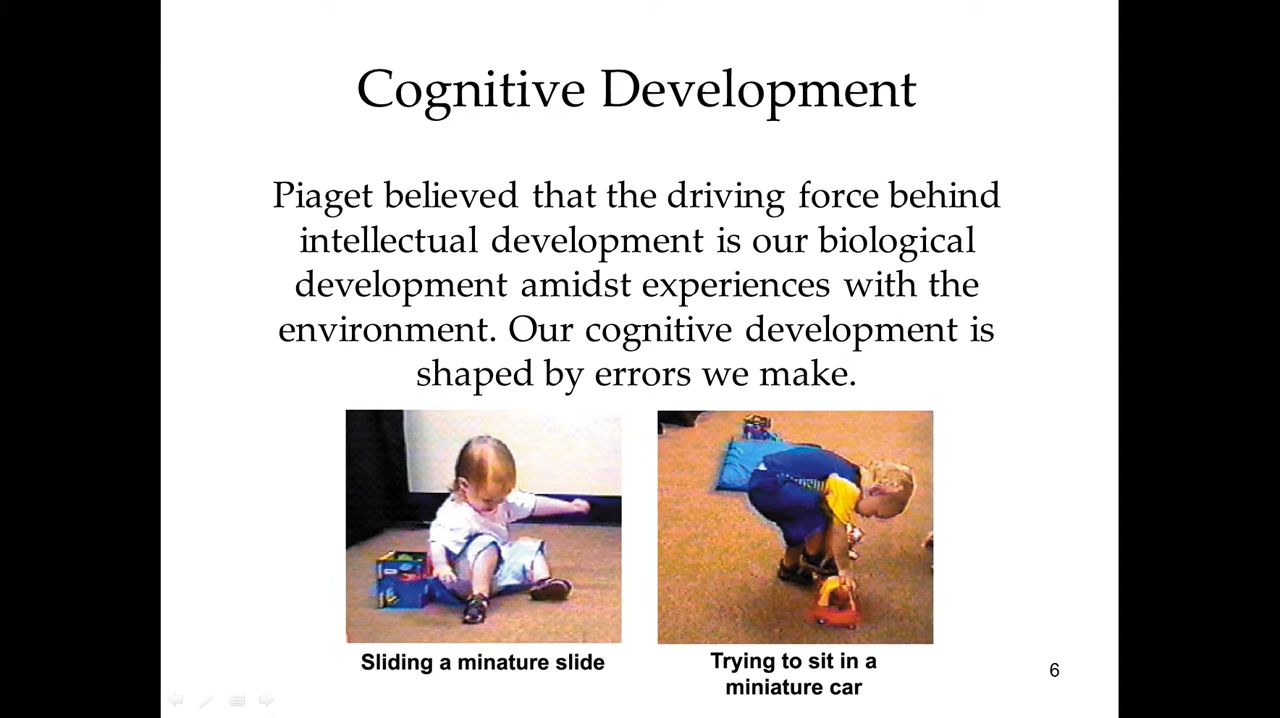 Cognitive Development
Piaget believed that the driving force behind
intellectual development is our biological
development amidst experiences with the
environment. Our cognitive development is
shaped by errors we make.
Sliding a minature slide
Trying to sit in a
miniature car
6